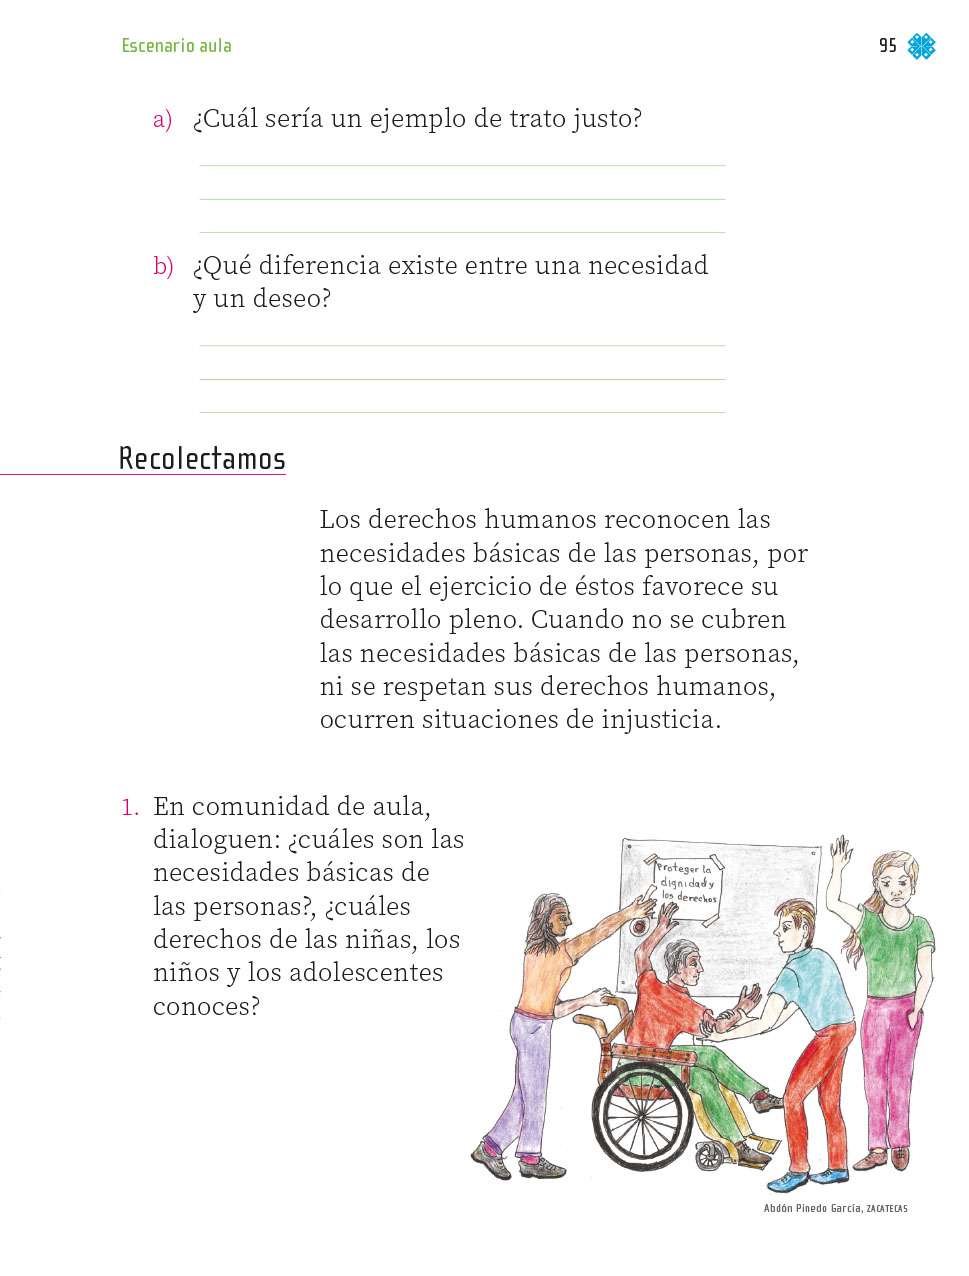 Escenario aula
95
a) ¿Cuál sería un ejemplo de trato justo?
b) ¿Qué diferencia existe entre una necesidad
y un deseo?
Recolectamos
Los derechos humanos reconocen las
necesidades básicas de las personas, por
lo que el ejercicio de éstos favorece su
desarrollo pleno. Cuando no se cubren
las necesidades básicas de las personas,
ni se respetan sus derechos humanos,
ocurren situaciones de injusticia.
1. En comunidad de aula,
dialoguen: ¿cuáles son las
necesidades básicas de
las personas?, ¿cuáles
derechos de las niñas, los
niños y los adolescentes
conoces?
Proteger la
dignidad y
los derechos
Abdón Pinedo García, ZACATECAS